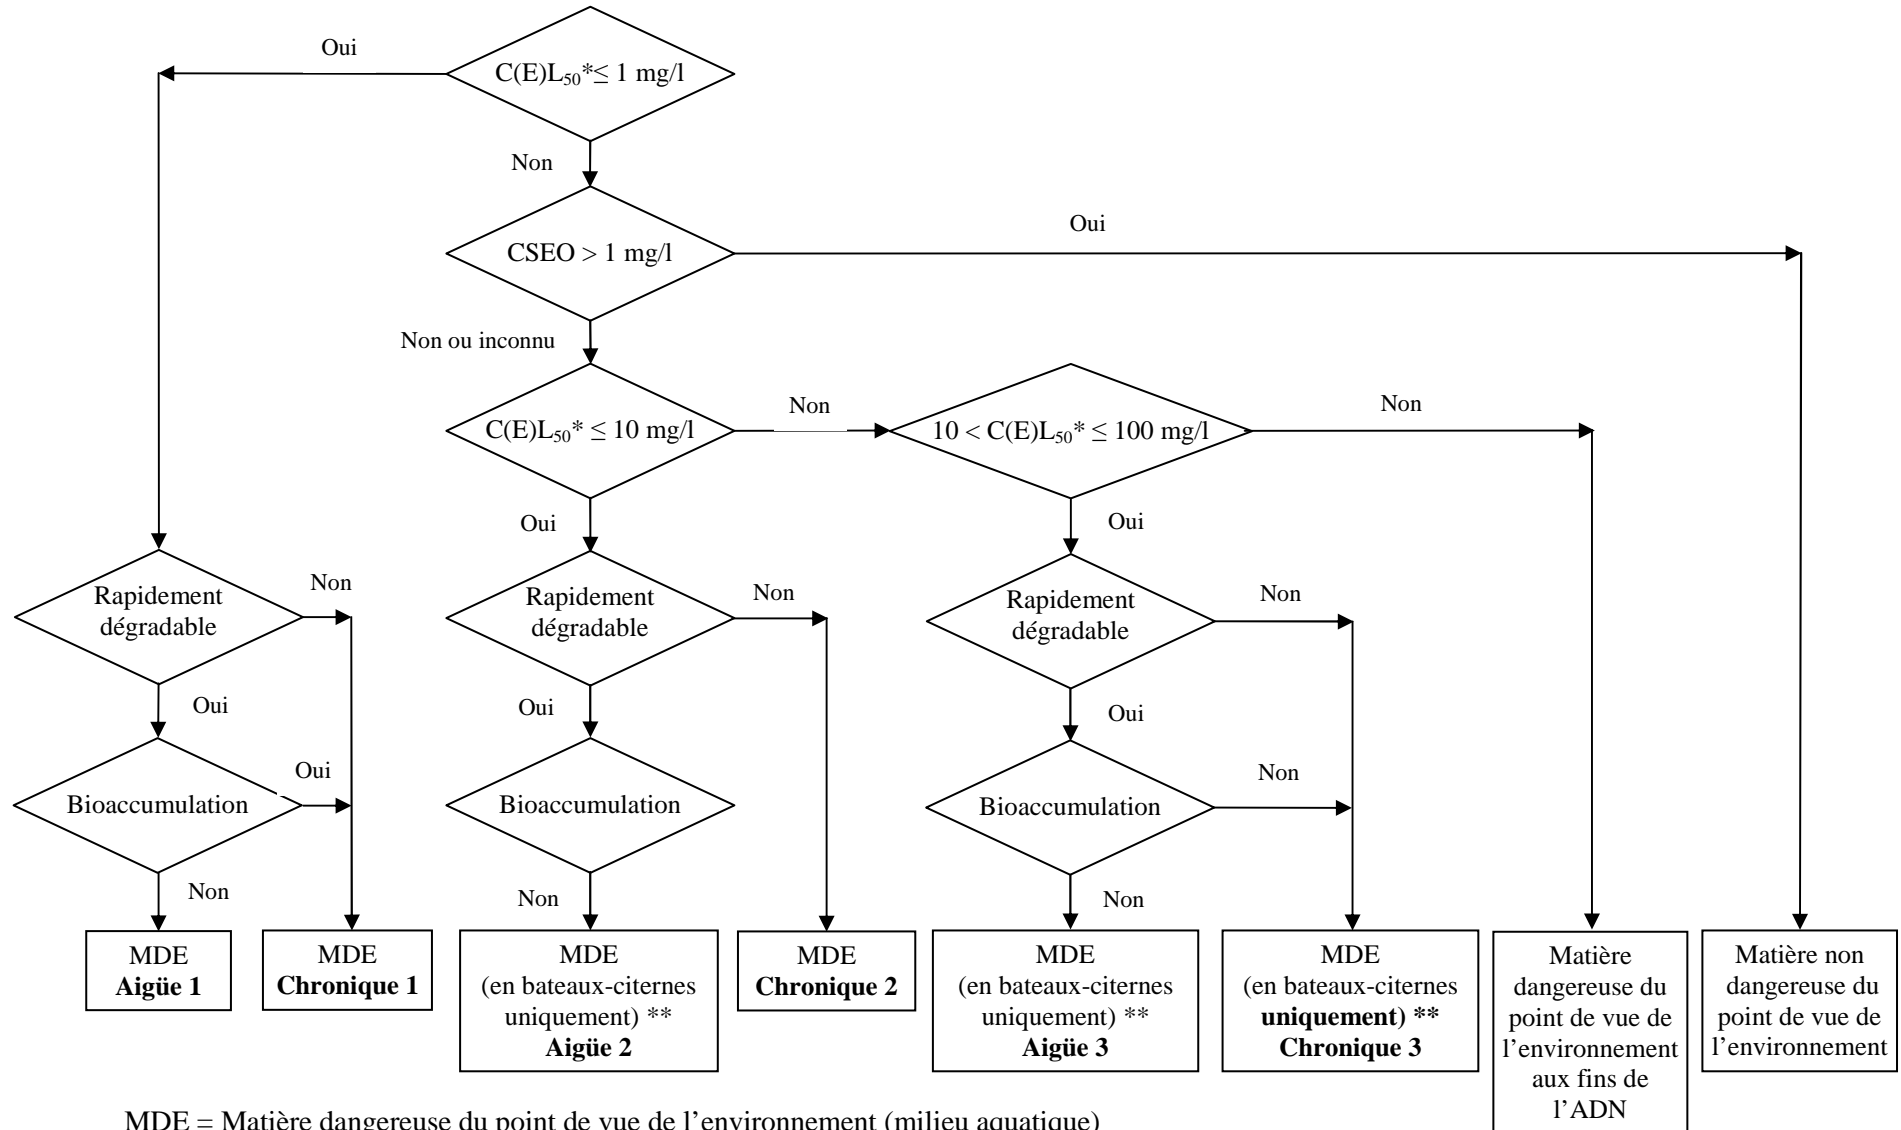 Oui
C(E)L50*≤ 1 mg/l
Non
CSEO > 1 mg/l
Oui
Non ou inconnu
C(E)L50* ≤ 10 mg/l
Non
10 < C(E)L50* ≤ 100 mg/l
Non
Oui
Oui
Rapidement
dégradable
Non
Rapidement
dégradable
Non
Rapidement
dégradable
Non
Oui
Oui
Oui
Bioaccumulation
Oui
Bioaccumulation
Bioaccumulation
Non
Non
Non
Non
MDE
Aigüe 1
MDE
Chronique 1
MDE
(en bateaux-citernes
uniquement) **
Aigüe 2
MDE
Chronique 2
MDE
(en bateaux-citernes
uniquement) **
Aigüe 3
MDE
(en bateaux-citernes
uniquement) **
Chronique 3
Matière
dangereuse du
point de vue de
l’environnement
aux fins de
l’ADN
Matière non
dangereuse du
point de vue de
l’environnement
MDE = Matière dangereuse du point de vue de l’environnement (milieu aquatique)